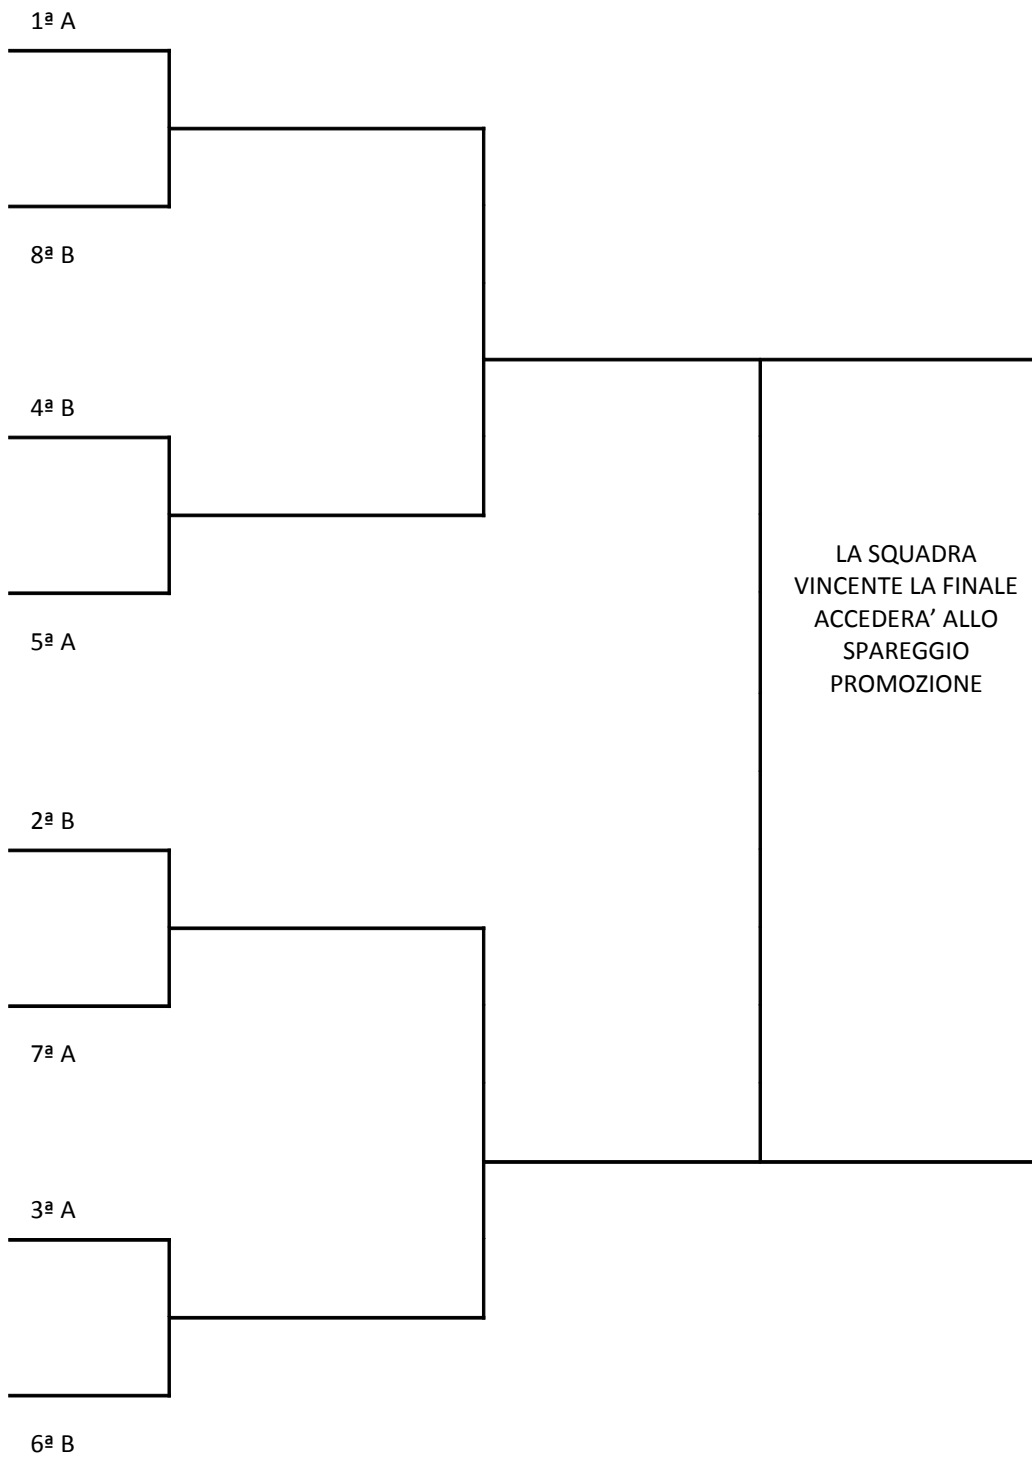 1ª A
8ª B
4ª B
LA SQUADRA
VINCENTE LA FINALE
ACCEDERA’ ALLO
SPAREGGIO
PROMOZIONE
5ª A
2ª B
7ª A
3ª A
6ª B